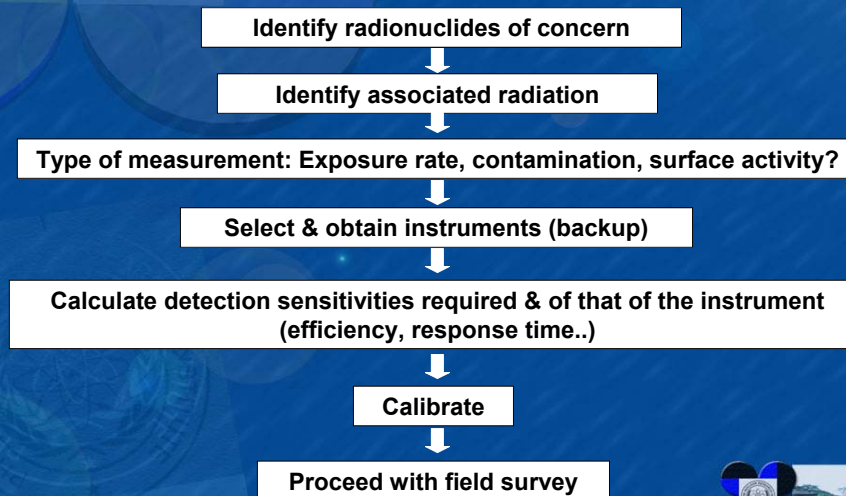 Identify radionuclides of concern
Identify associated radiation
Type of measurement: Exposure rate, contamination, surface activity?
Select & obtain instruments (backup)
Calculate detection sensitivities required & of that of the instrument
(efficiency, response time..)
Calibrate
Proceed with field survey